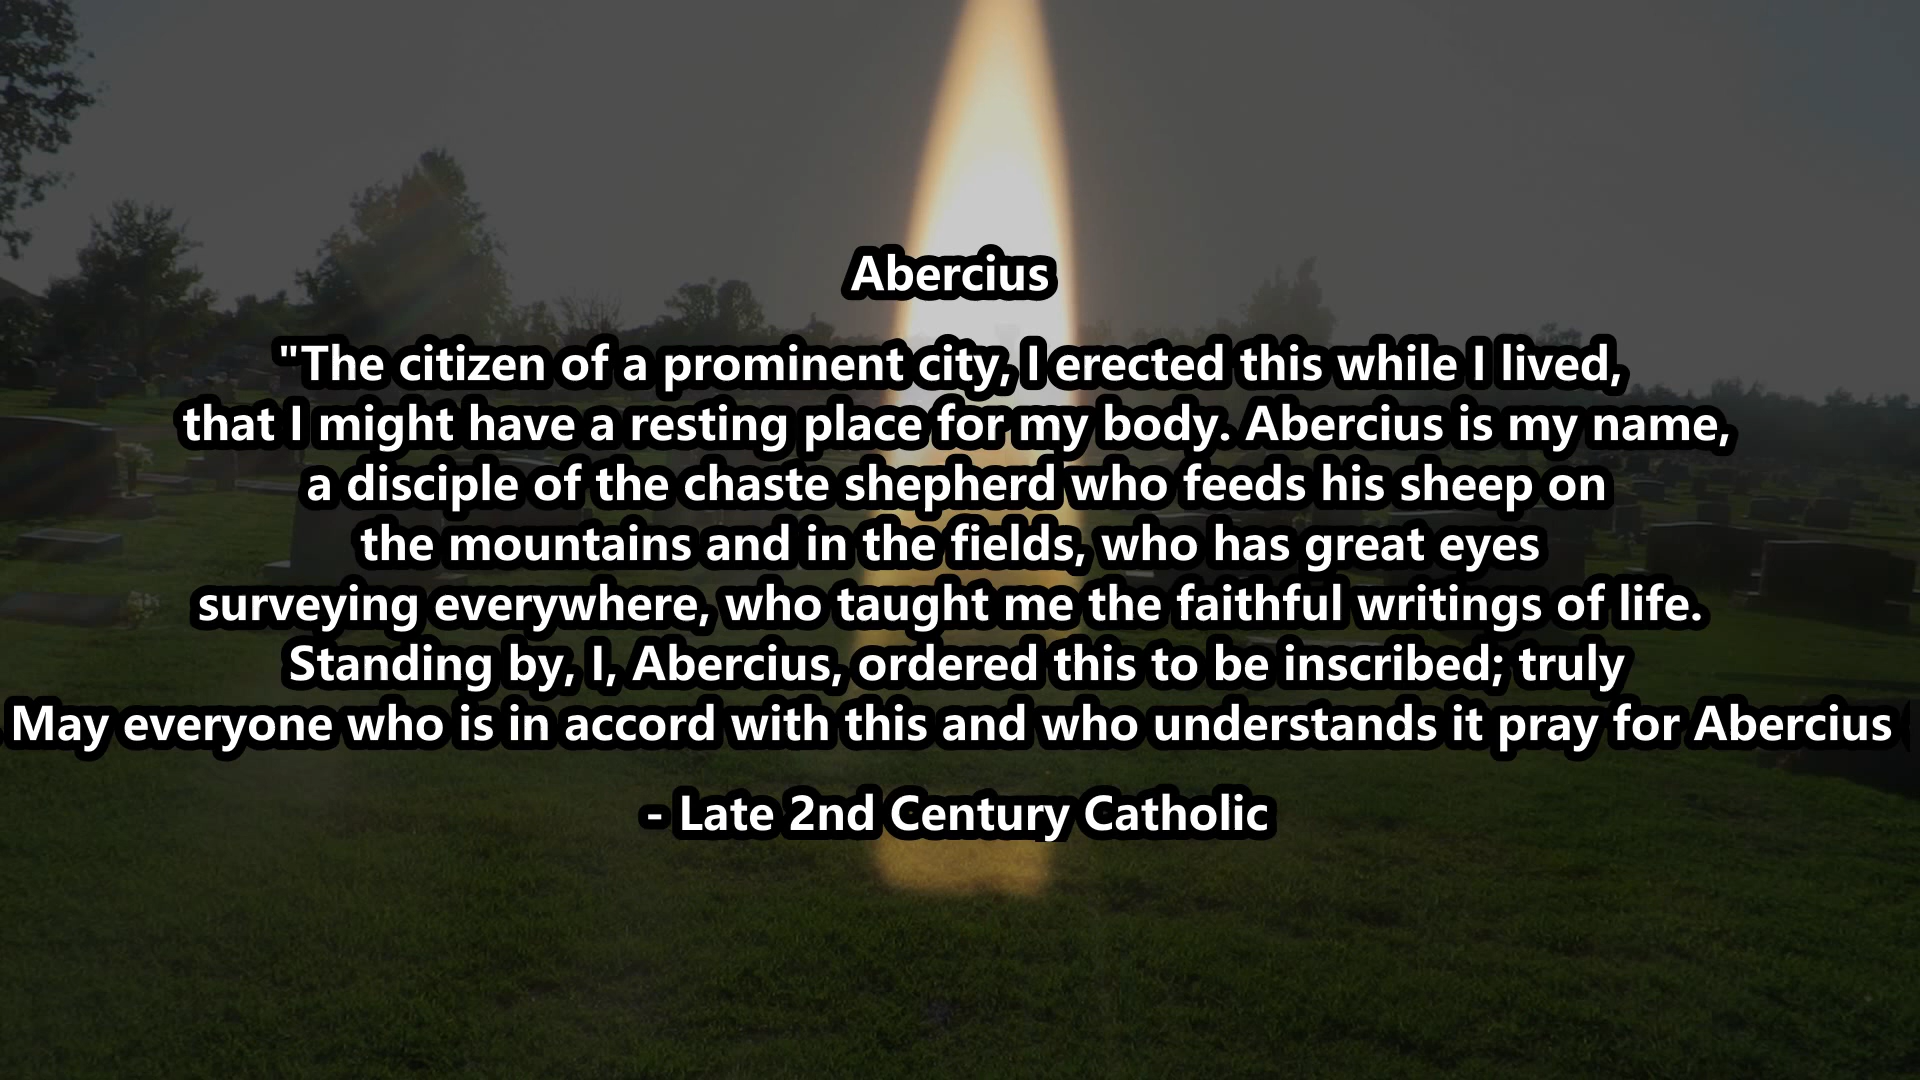 Abercius
"The citizen of a prominent city, I erected this while I lived,
that I might have a resting place for my body. Abercius is my name,
a disciple of the chaste shepherd who feeds his sheep on
the mountains and in the fields, who has great eyes
surveying everywhere, who taught me the faithful writings of life.
Standing by, I, Abercius, ordered this to be inscribed; truly
May everyone who is in accord with this and who understands it pray for Abercius
- Late 2nd Century Catholic